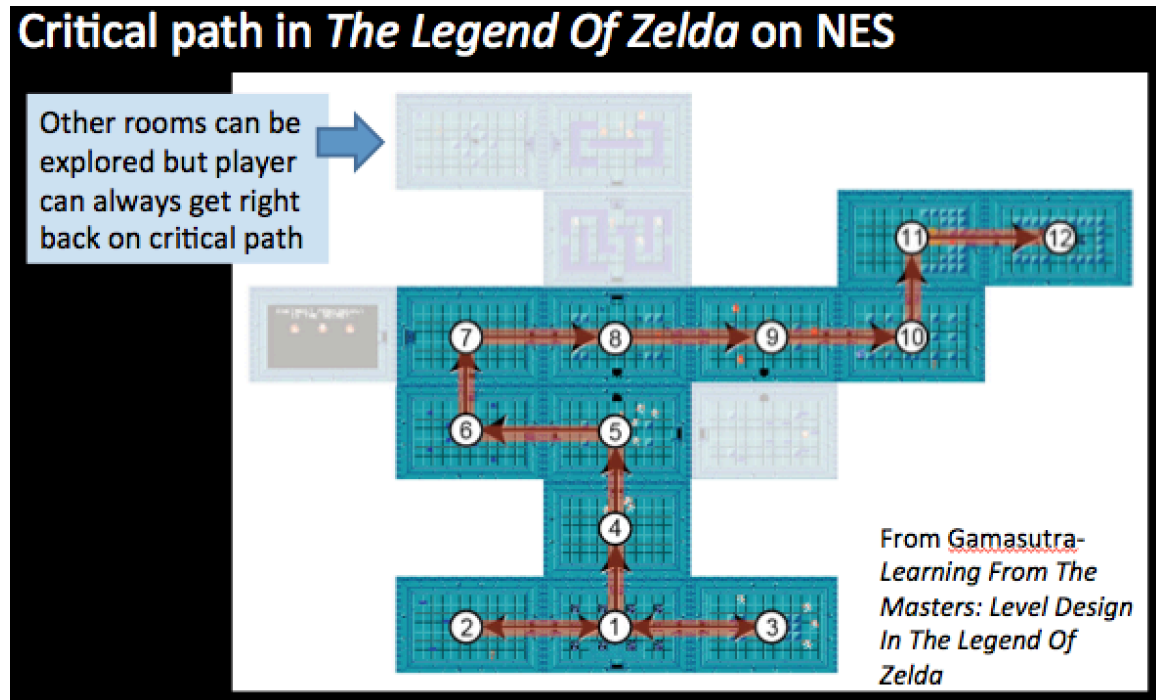 Critical path in The Legend Of Zelda on NES
Other rooms can be
explored but player
can always get right
back on critical path
11
12
7
8
9
10
6
5
4
2
1
3
From Gamasutra-
Learning From The
Masters: Level Design
In The Legend Of
Zelda